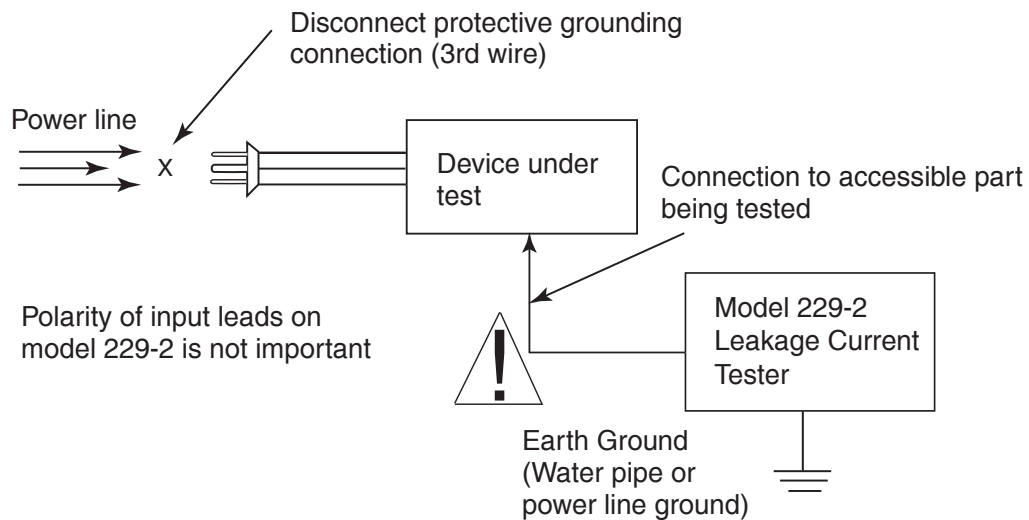 Disconnect protective grounding
connection (3rd wire)
Power line
X
Device under
test
Connection to accessible part
being tested
Polarity of input leads on
model 229-2 is not important
Model 229-2
Leakage Current
Tester
!
Earth Ground
(Water pipe or
power line ground)